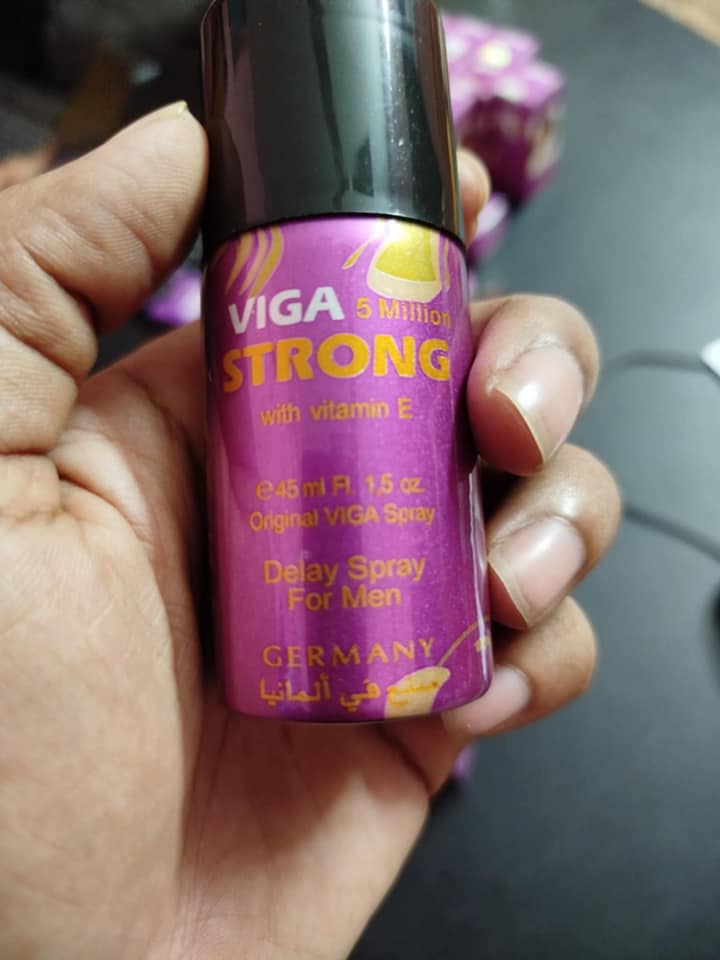 VIGA 5 Million
STRONG
with vitamin E
℮45 ml Fl. 1,5 oz.
Original VIGA Spray
Delay Spray
For Men
GERMANY
صنع في ألمانيا